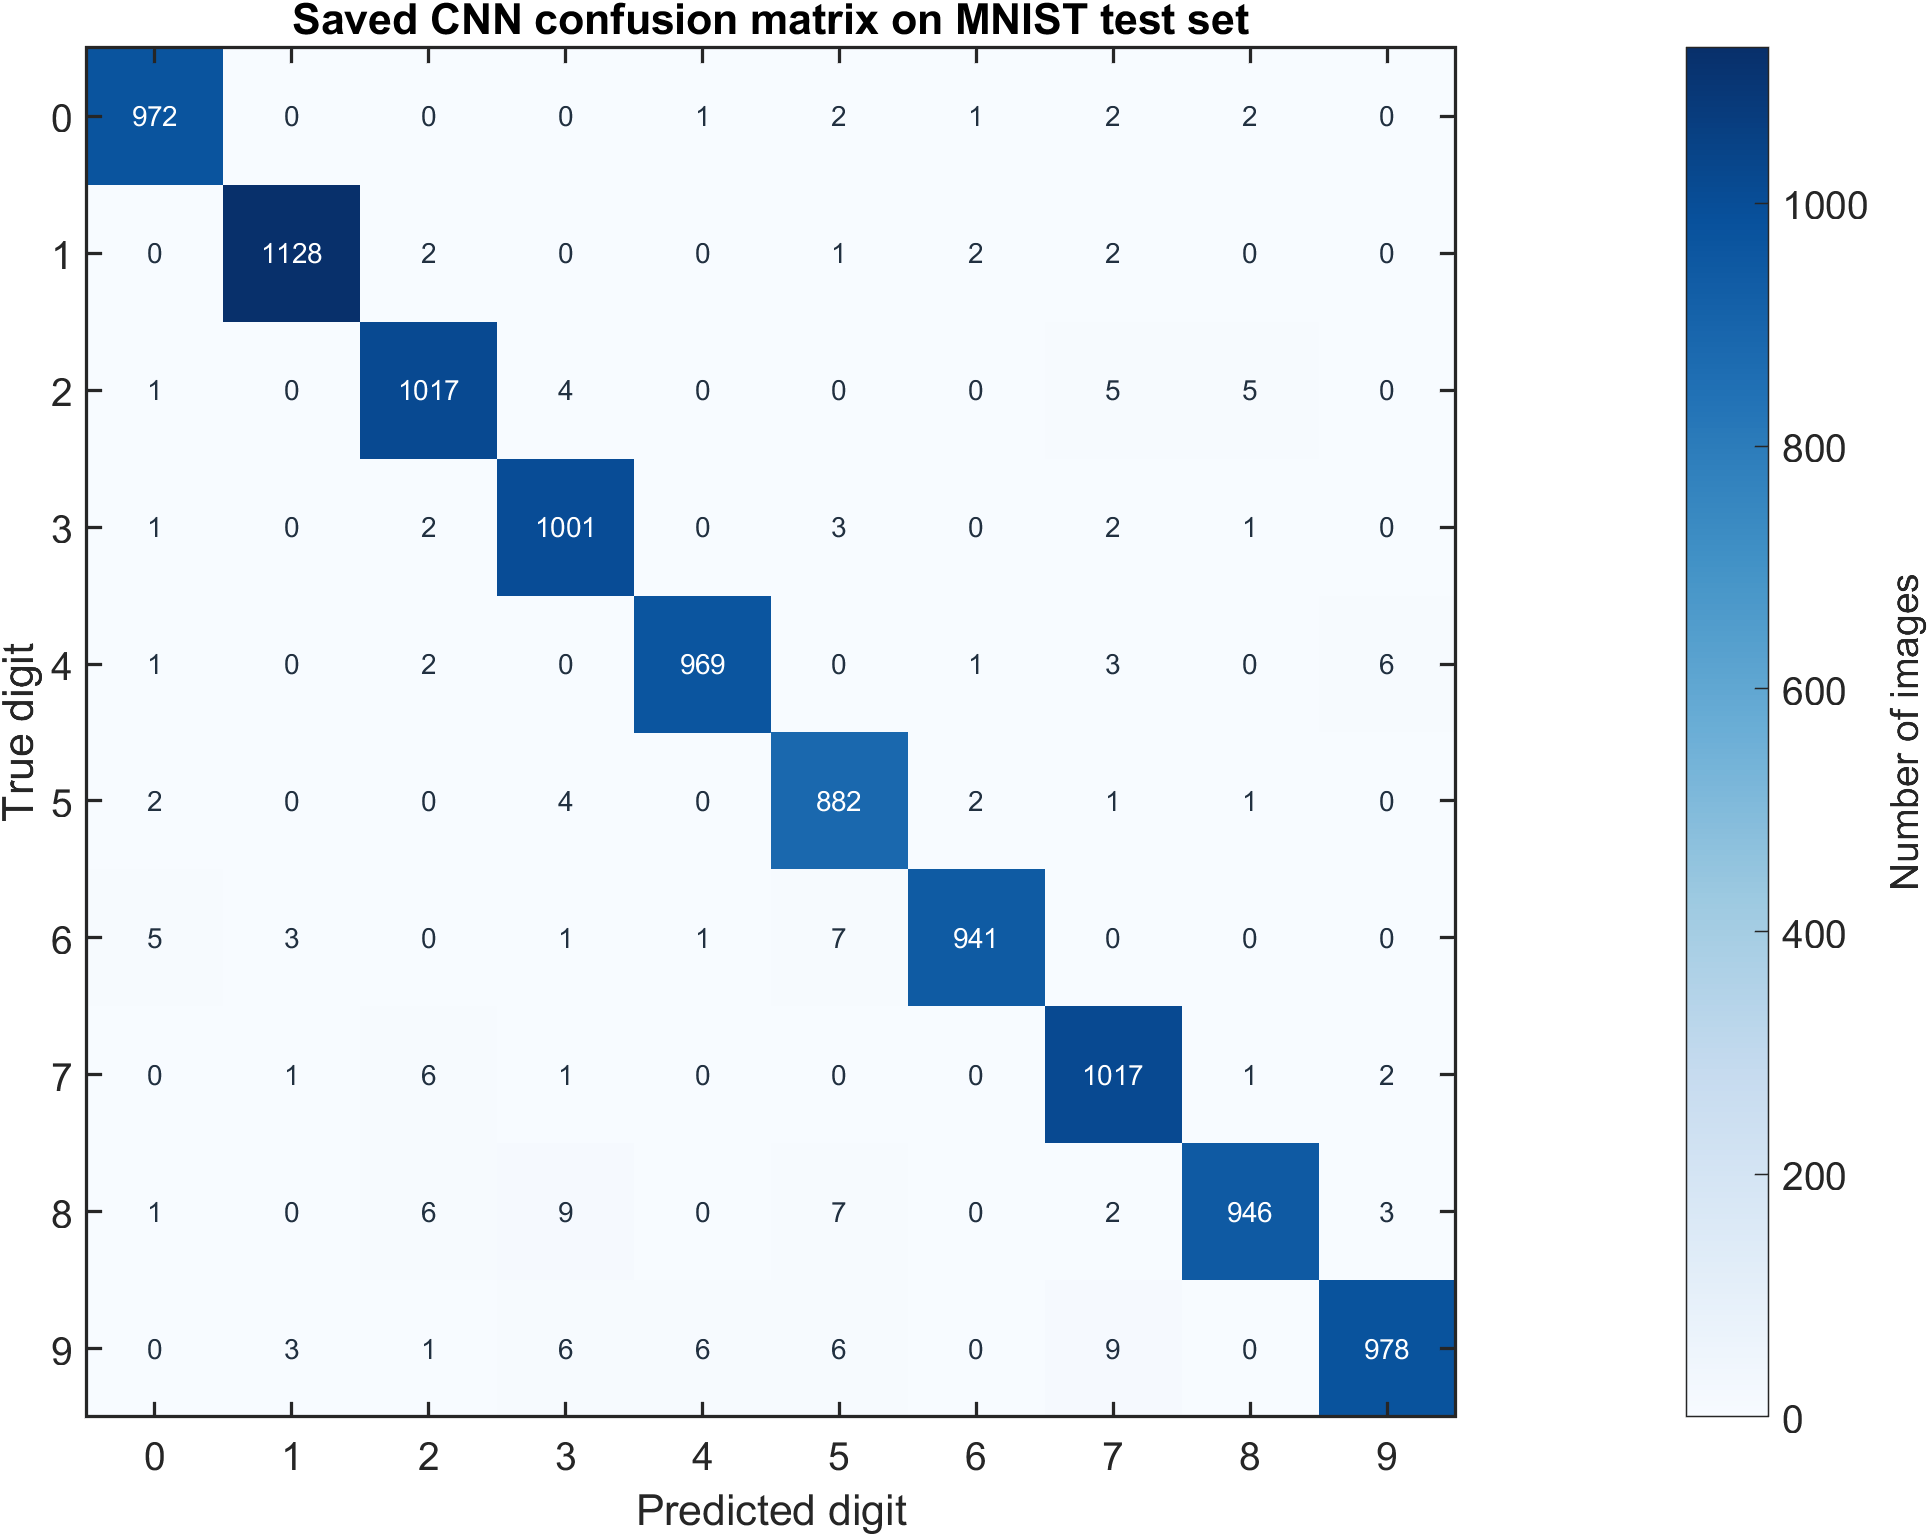 Saved CNN confusion matrix on MNIST test set
0 972 0 0 0 1 2 1 2 2 0
1 0 1128 2 0 0 1 2 2 0 0
2 1 0 1017 4 0 0 0 5 5 0
3 1 0 2 1001 0 3 0 2 1 0
4 1 0 2 0 969 0 1 3 0 6
5 2 0 0 4 0 882 2 1 1 0
6 5 3 0 1 1 7 941 0 0 0
7 0 1 6 1 0 0 0 1017 1 2
8 1 0 6 9 0 7 0 2 946 3
9 0 3 1 6 6 6 0 9 0 978
0 1 2 3 4 5 6 7 8 9
Predicted digit
True digit
1000
800
600
400
200
0
Number of images